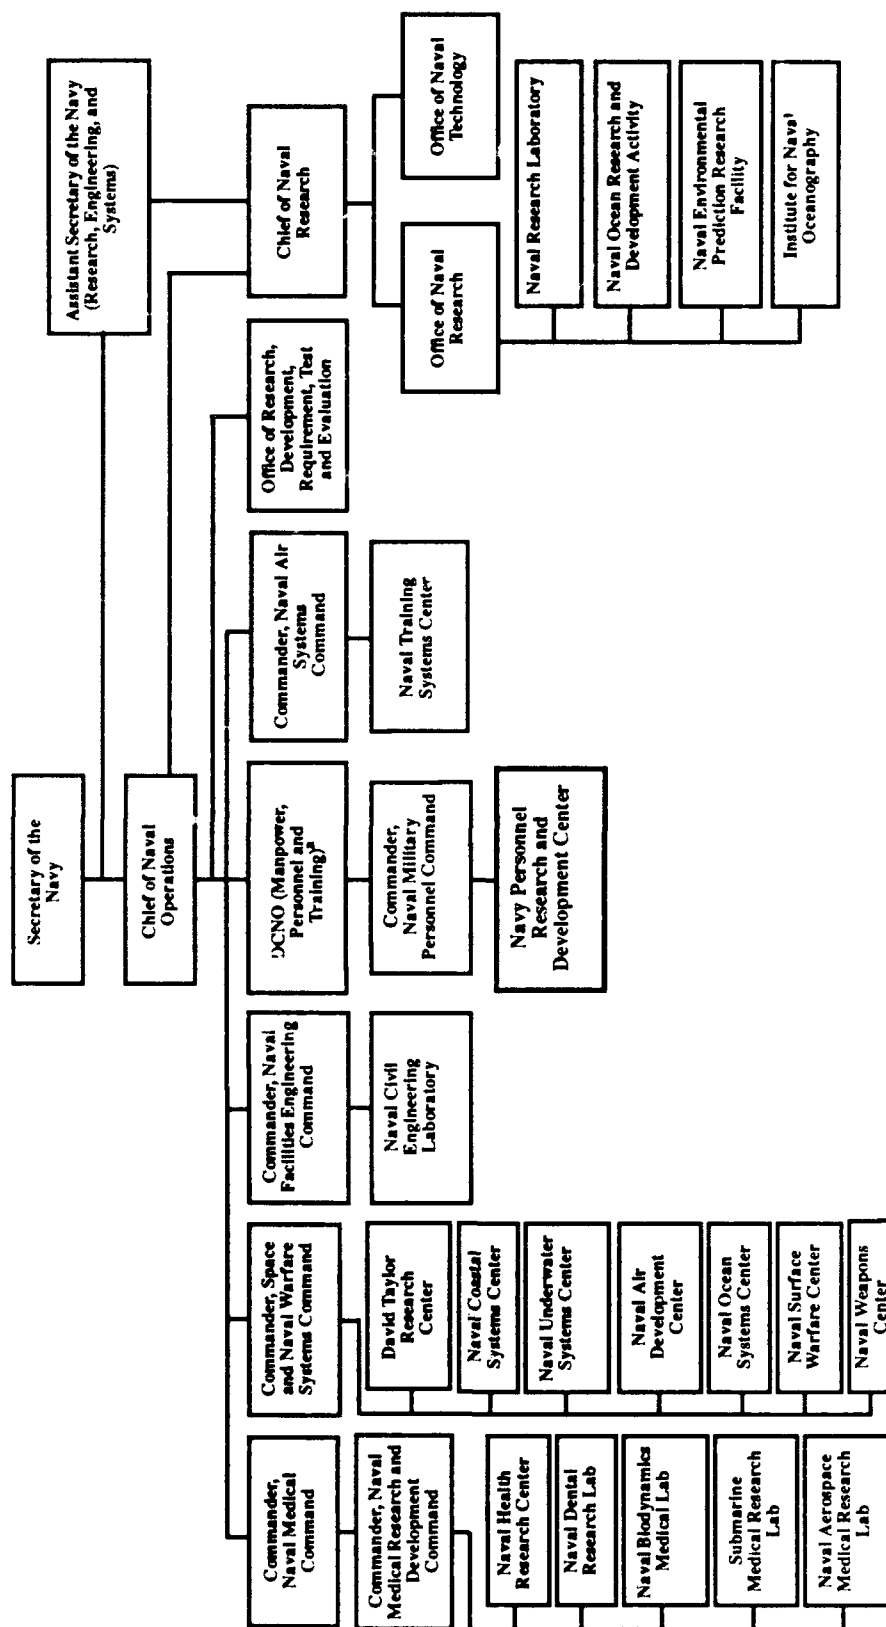 Secretary of the
Navy
Assistant Secretary of the Navy
(Research, Engineering, and
Systems)
Chief of Naval
Operations
Commander,
Naval Medical
Command
Commander, Space
and Naval Warfare
Systems Command
Commander, Naval
Facilities Engineering
Command
DCNO (Manpower,
Personnel and
Training)a
Commander, Naval Air
Systems
Command
Office of Research,
Development,
Requirement, Test
and Evaluation
Chief of Naval
Research
Commander, Naval
Medical Research and
Development
Command
Naval Health
Research Center
Naval Dental
Research Lab
Naval Biodynamics
Medical Lab
Submarine
Medical Research
Lab
Naval Aerospace
Medical Research Lab
David Taylor
Research
Center
Naval Coastal
Systems Center
Naval Underwater
Systems Center
Naval Air
Development
Center
Naval Ocean
Systems Center
Naval Surface
Warfare Center
Naval Weapons
Center
Naval Civil
Engineering
Laboratory
Commander,
Naval Military
Personnel Command
Navy Personnel
Research and
Development Center
Naval Training
Systems Center
Office of Naval
Research
Office of Naval
Technology
Naval Research Laboratory
Naval Ocean Research and
Development Activity
Naval Environmental
Prediction Research
Facility
Institute for Naval
Oceanography